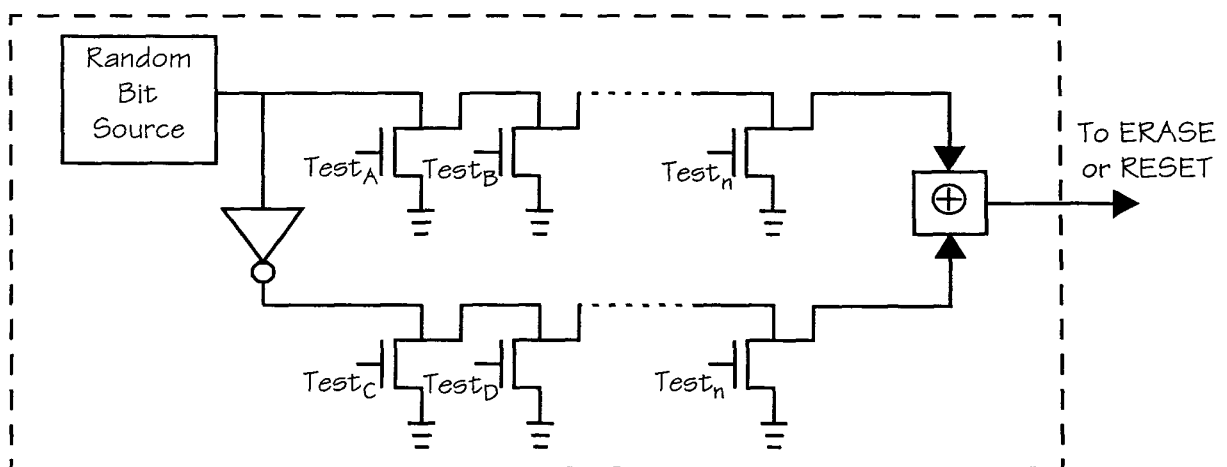 Random
Bit
Source
To ERASE
or RESET
Test_A
Test_B
Test_n
Test_C
Test_D
Test_n